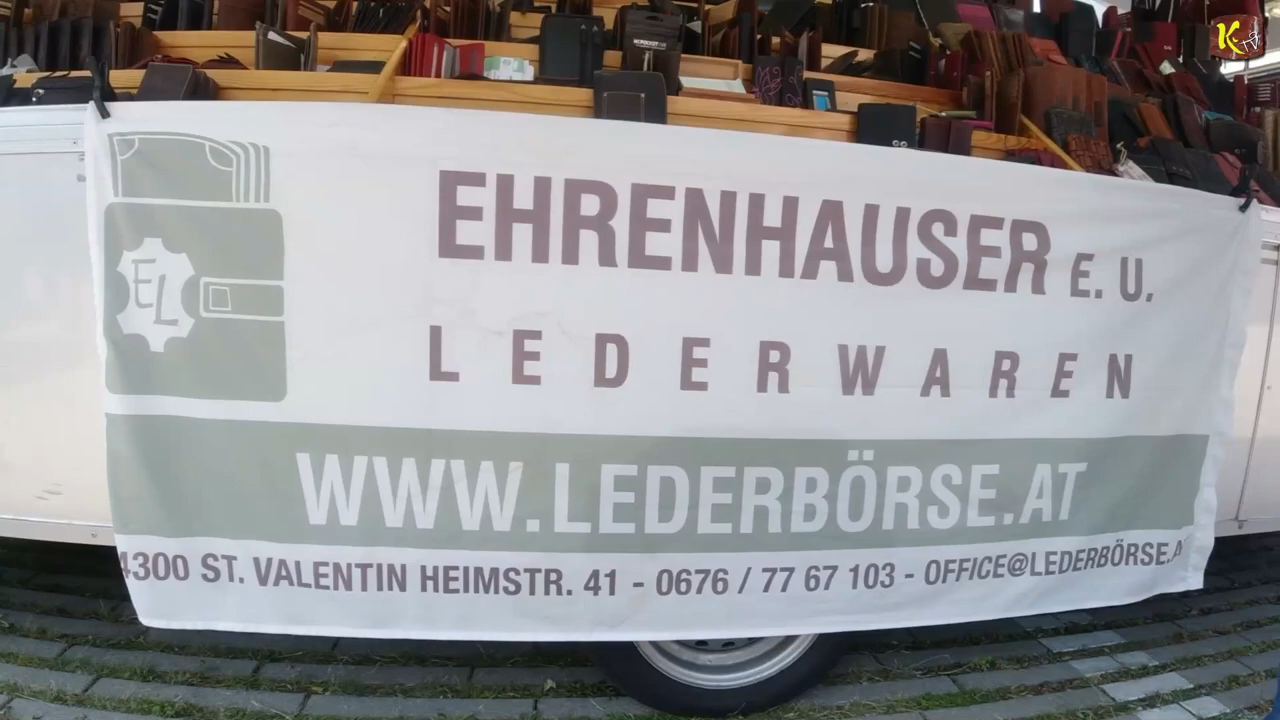 EL
EHRENHAUSER E. U.
LEDERWAREN
WWW.LEDERBÖRSE.AT
4300 ST. VALENTIN HEIMSTR. 41 - 0676 / 77 67 103 - OFFICE@LEDERBÖRSE.A